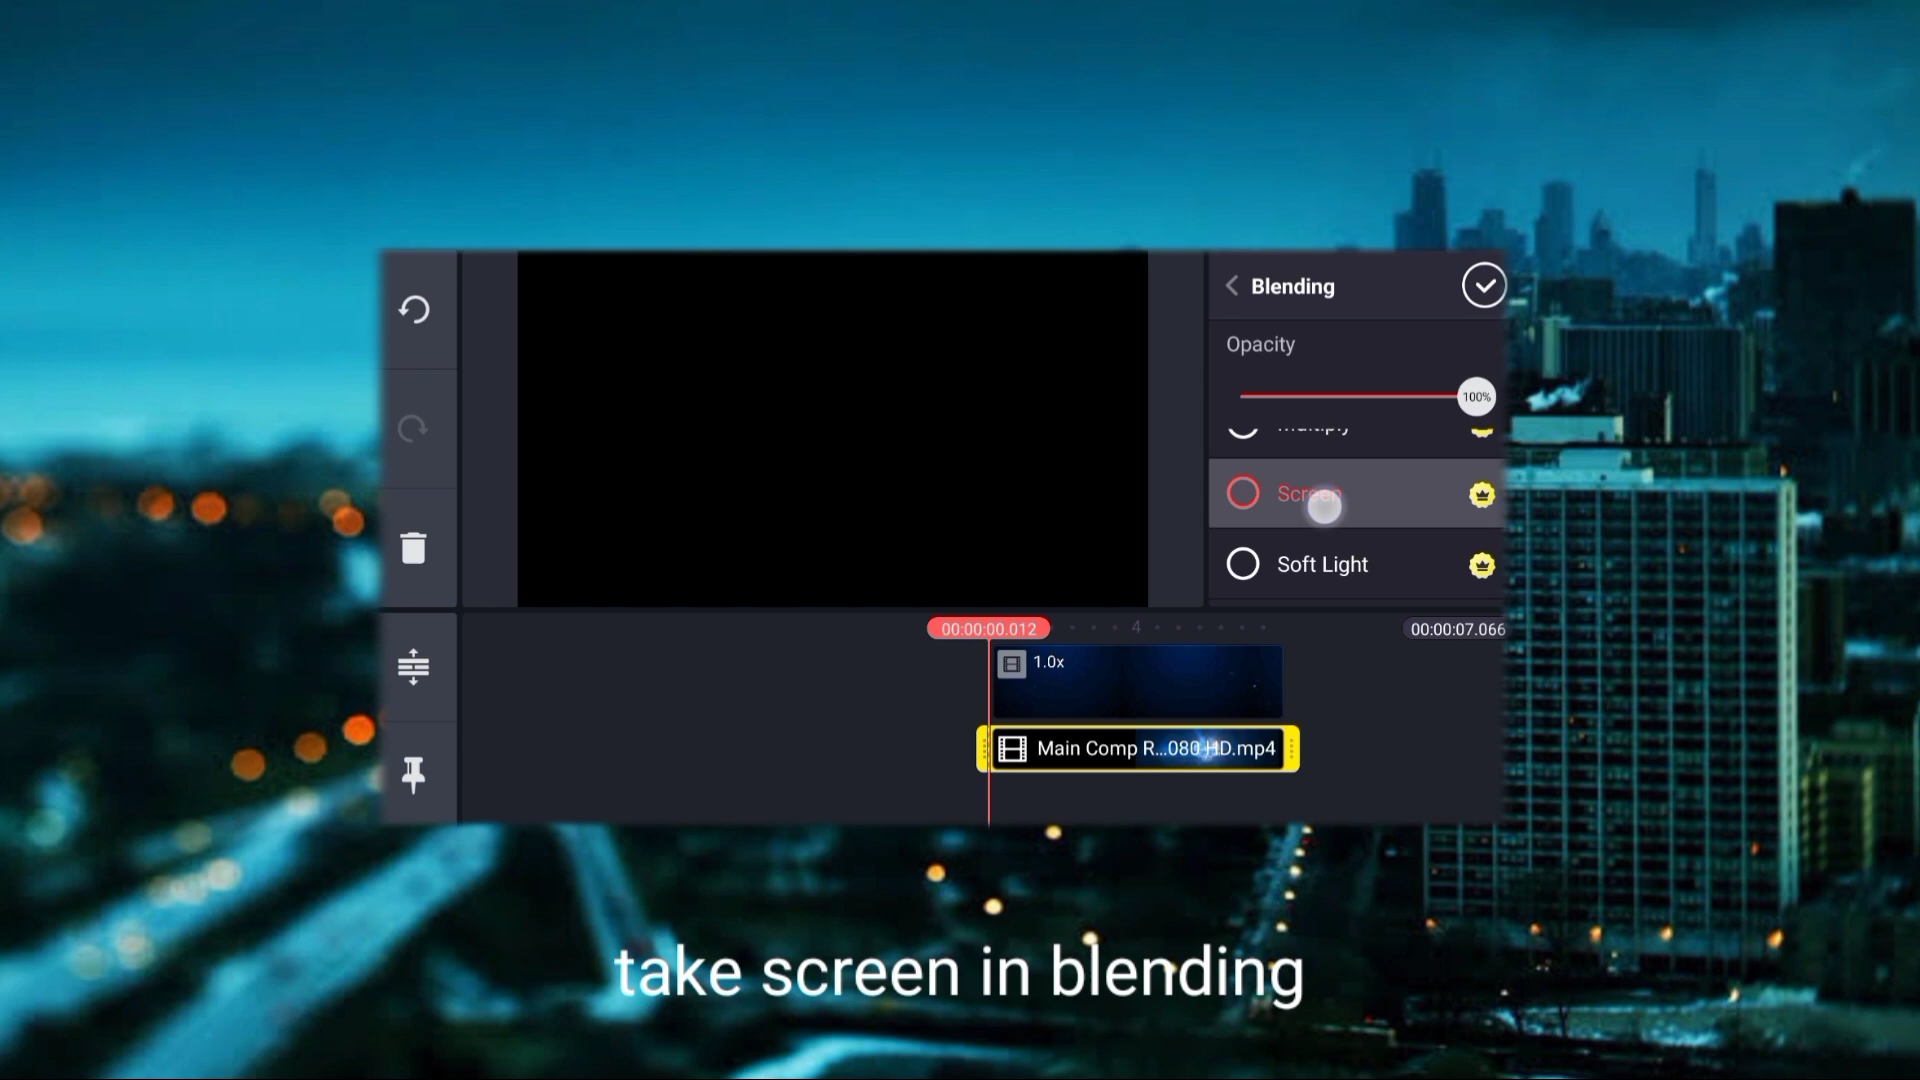 Blending
Opacity
100%
Multiply
Screen
Soft Light
00:00:00.012
4
00:00:07.066
1.0x
Main Comp R...080 HD.mp4
take screen in blending